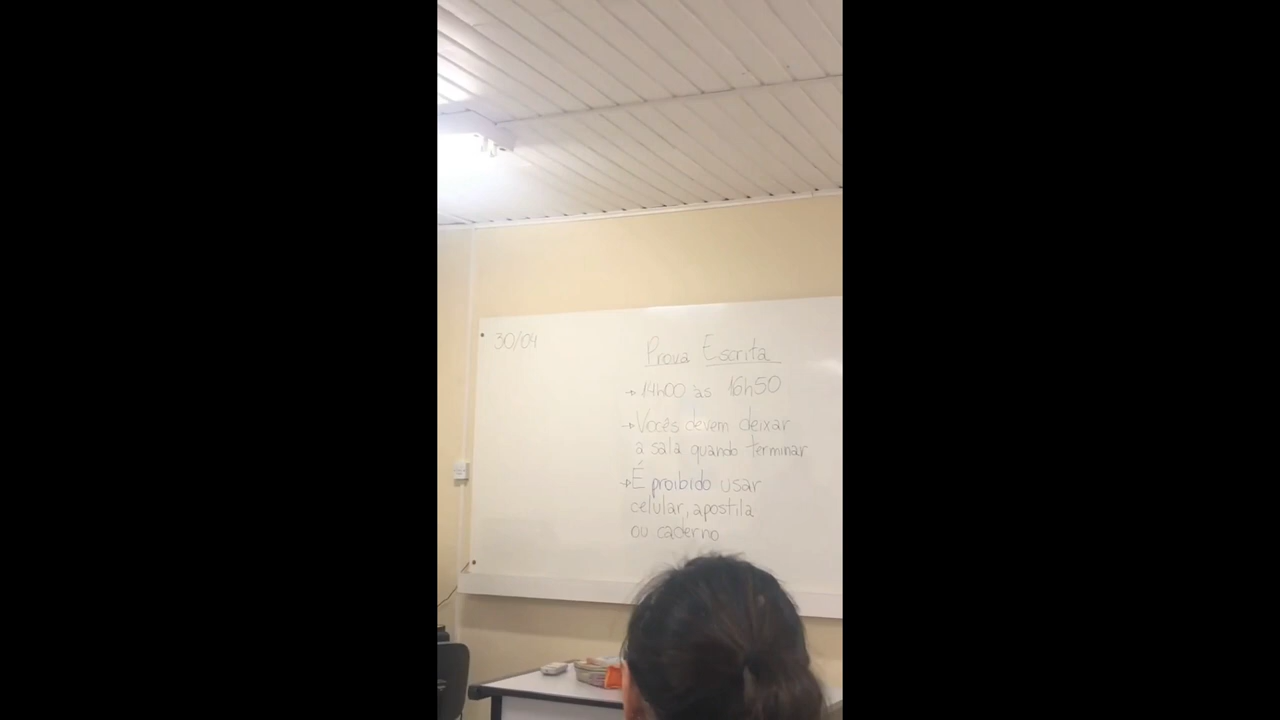 30/04
Prova Escrita
→ 14h00 às 16h50
→ Vocês devem deixar
a sala quando terminar
→ É proibido usar
celular, apostila
ou caderno